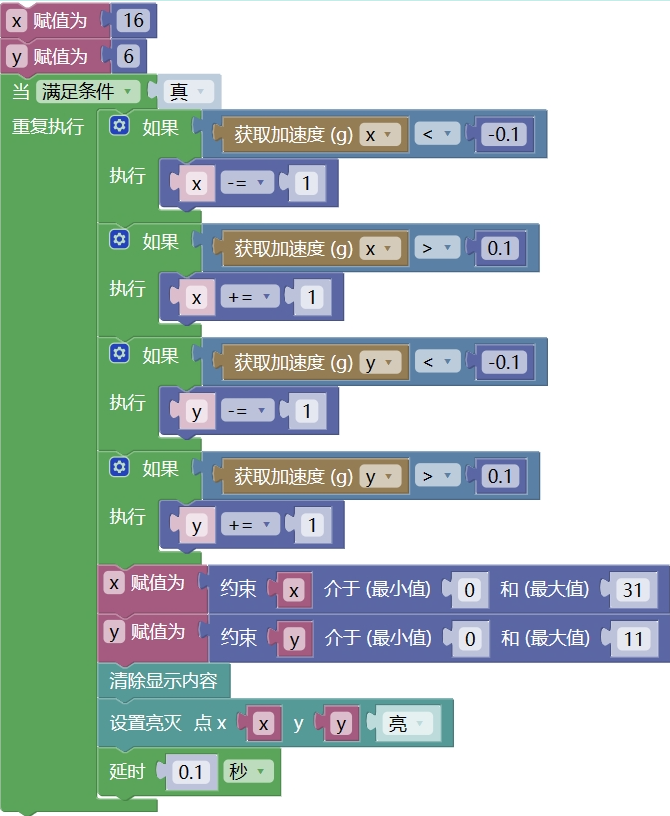 x 赋值为 16
y 赋值为 6
当 满足条件 真
重复执行 如果 获取加速度 (g) x < -0.1
执行 x -= 1
如果 获取加速度 (g) x > 0.1
执行 x += 1
如果 获取加速度 (g) y < -0.1
执行 y -= 1
如果 获取加速度 (g) y > 0.1
执行 y += 1
x 赋值为 约束 x 介于 (最小值) 0 和 (最大值) 31
y 赋值为 约束 y 介于 (最小值) 0 和 (最大值) 11
清除显示内容
设置亮灭 点 x x y y 亮
延时 0.1 秒